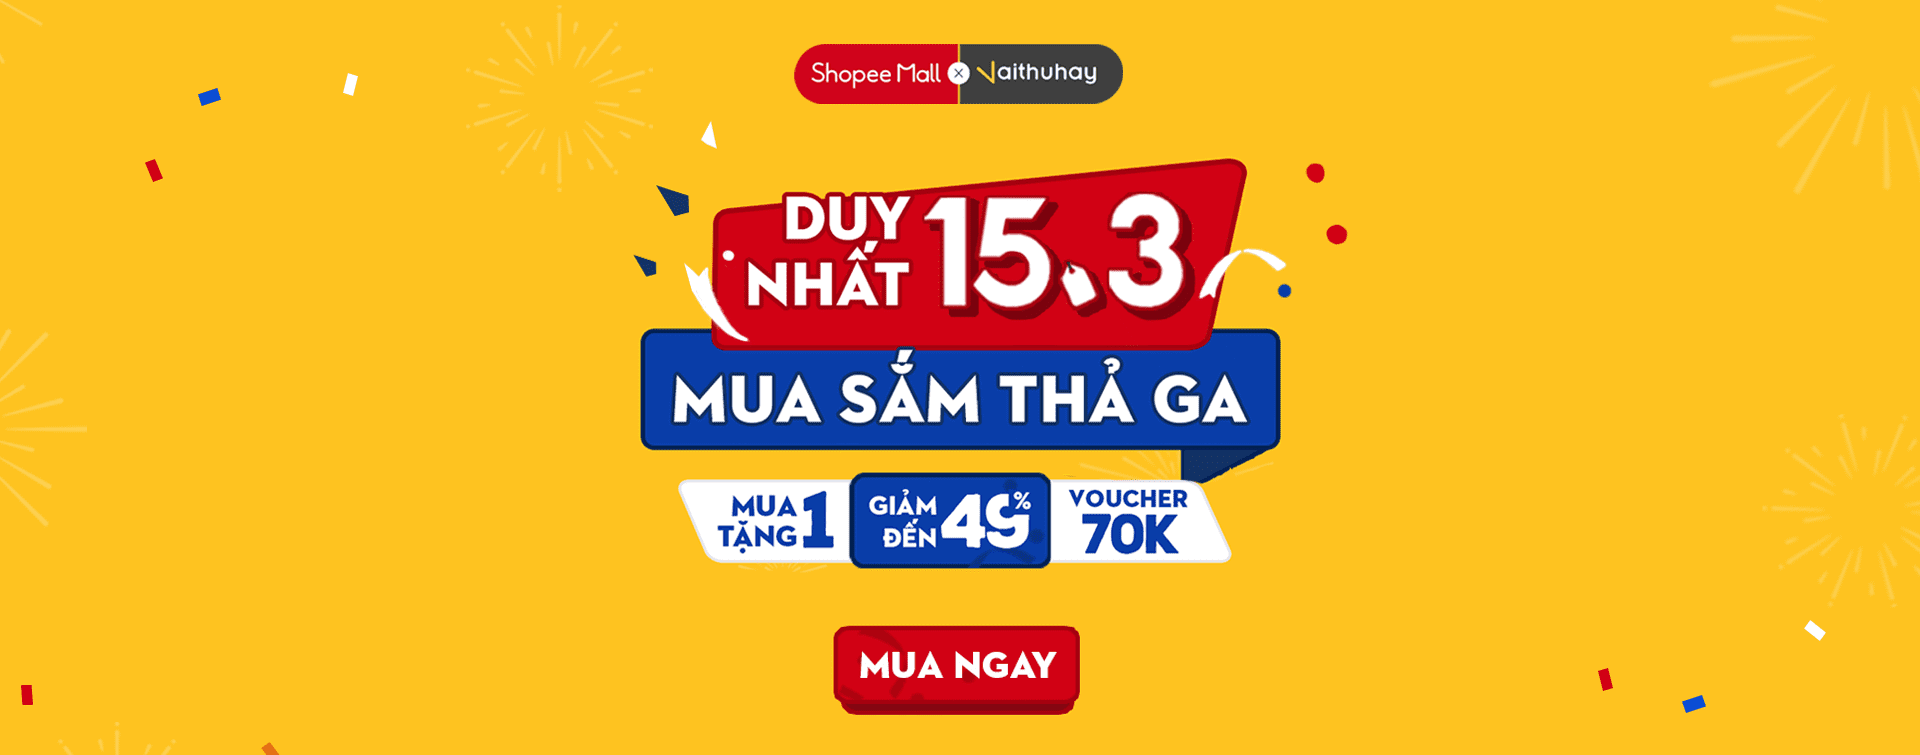 Shopee Mall × Vaithuhay
DUY NHẤT 15.3
MUA SẮM THẢ GA
MUA TẶNG 1
GIẢM ĐẾN 49%
VOUCHER 70K
MUA NGAY